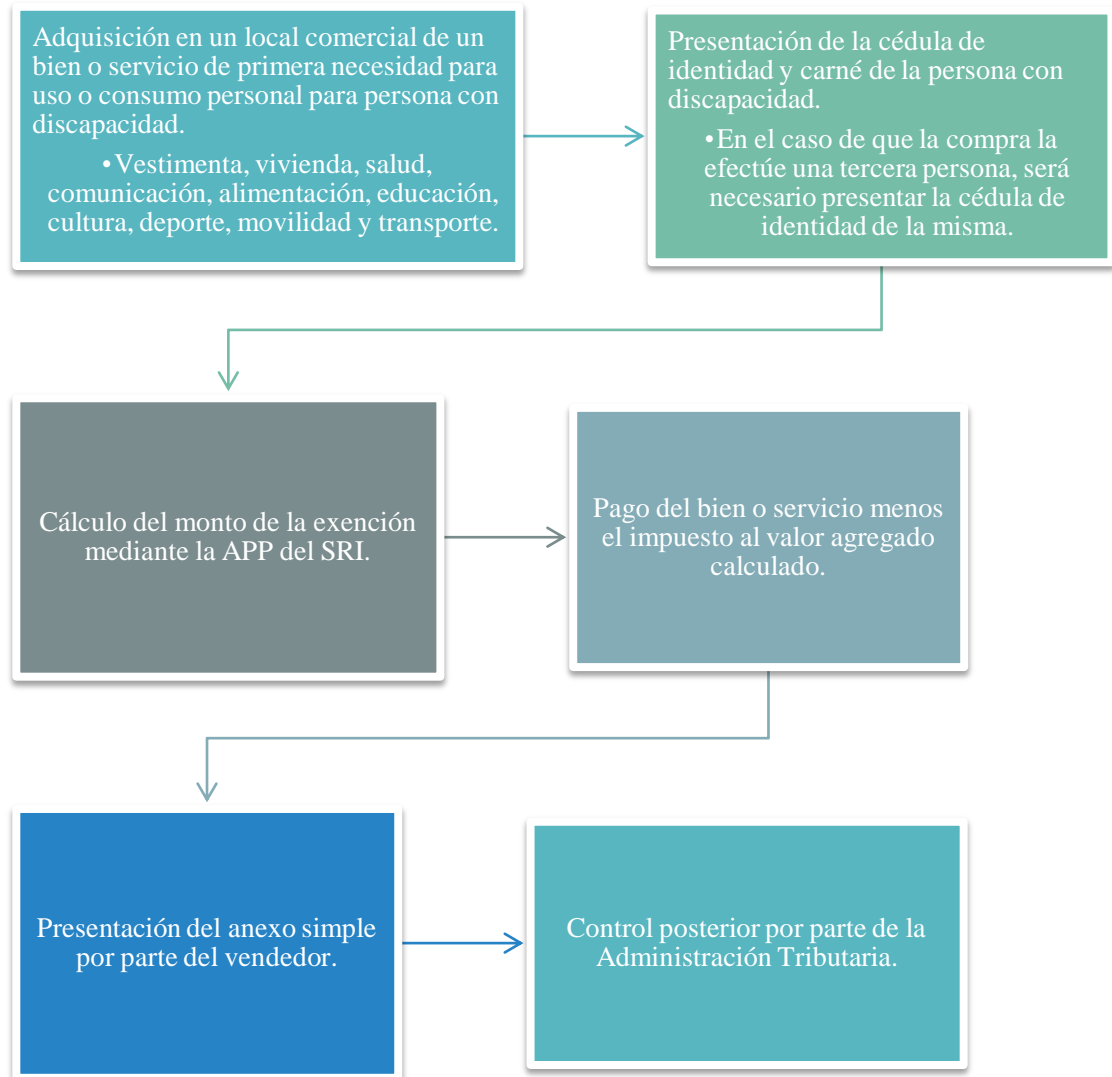 Adquisición en un local comercial de un
bien o servicio de primera necesidad para
uso o consumo personal para persona con
discapacidad.
•Vestimenta, vivienda, salud,
comunicación, alimentación, educación,
cultura, deporte, movilidad y transporte.
Presentación de la cédula de
identidad y carné de la persona con
discapacidad.
•En el caso de que la compra la
efectúe una tercera persona, será
necesario presentar la cédula de
identidad de la misma.
Cálculo del monto de la exención
mediante la APP del SRI.
Pago del bien o servicio menos
el impuesto al valor agregado
calculado.
Presentación del anexo simple
por parte del vendedor.
Control posterior por parte de la
Administración Tributaria.